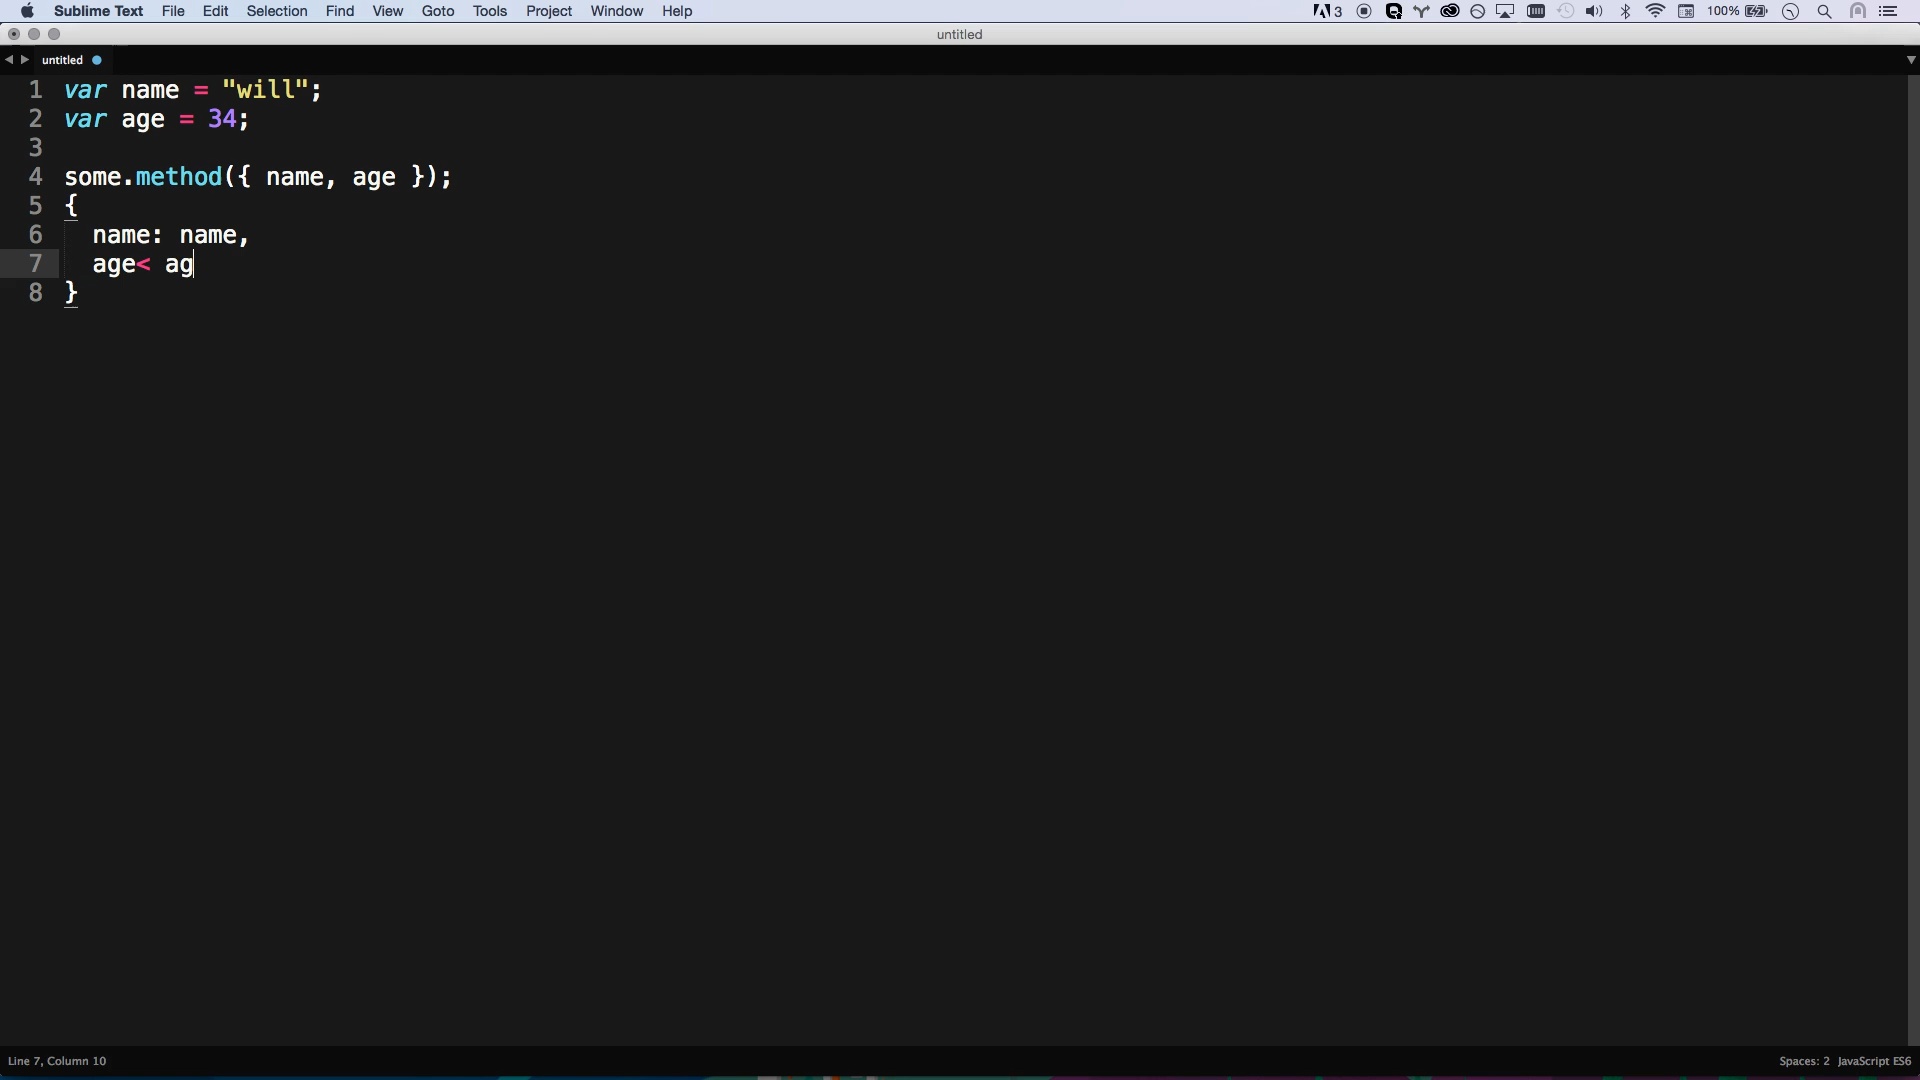 Sublime Text File Edit Selection Find View Goto Tools Project Window Help 3 100%
untitled
untitled
1 var name = "will";
2 var age = 34;
3
4 some.method({ name, age });
5 {
6   name: name,
7   age< ag
8 }
Line 7, Column 10 Spaces: 2 JavaScript ES6